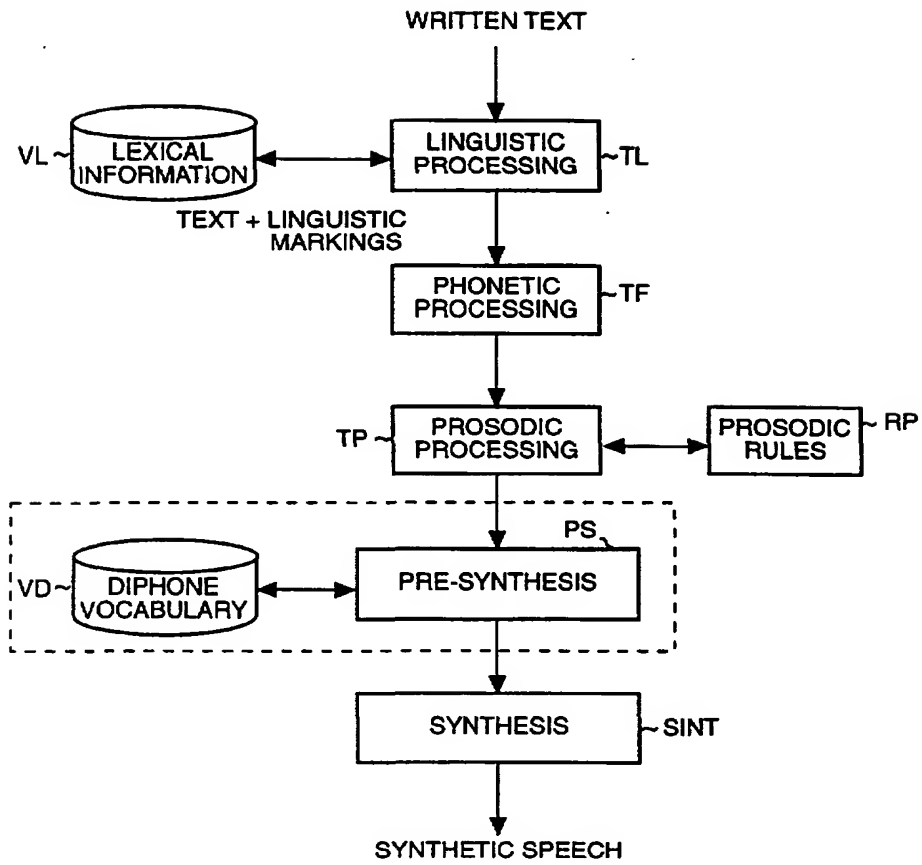 WRITTEN TEXT
VL
LEXICAL
INFORMATION
LINGUISTIC
PROCESSING
TL
TEXT + LINGUISTIC
MARKINGS
PHONETIC
PROCESSING
TF
TP
PROSODIC
PROCESSING
PROSODIC
RULES
RP
PS
VD
DIPHONE
VOCABULARY
PRE-SYNTHESIS
SYNTHESIS
SINT
SYNTHETIC SPEECH